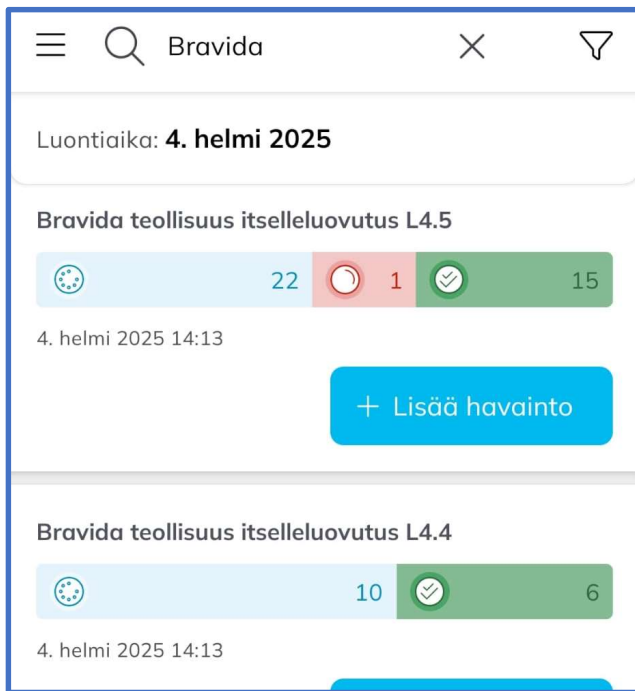 Bravida
Luontiaika: 4. helmi 2025
Bravida teollisuus itselleluovutus L4.5
22 1 15
4. helmi 2025 14:13
+ Lisää havainto
Bravida teollisuus itselleluovutus L4.4
10 6
4. helmi 2025 14:13